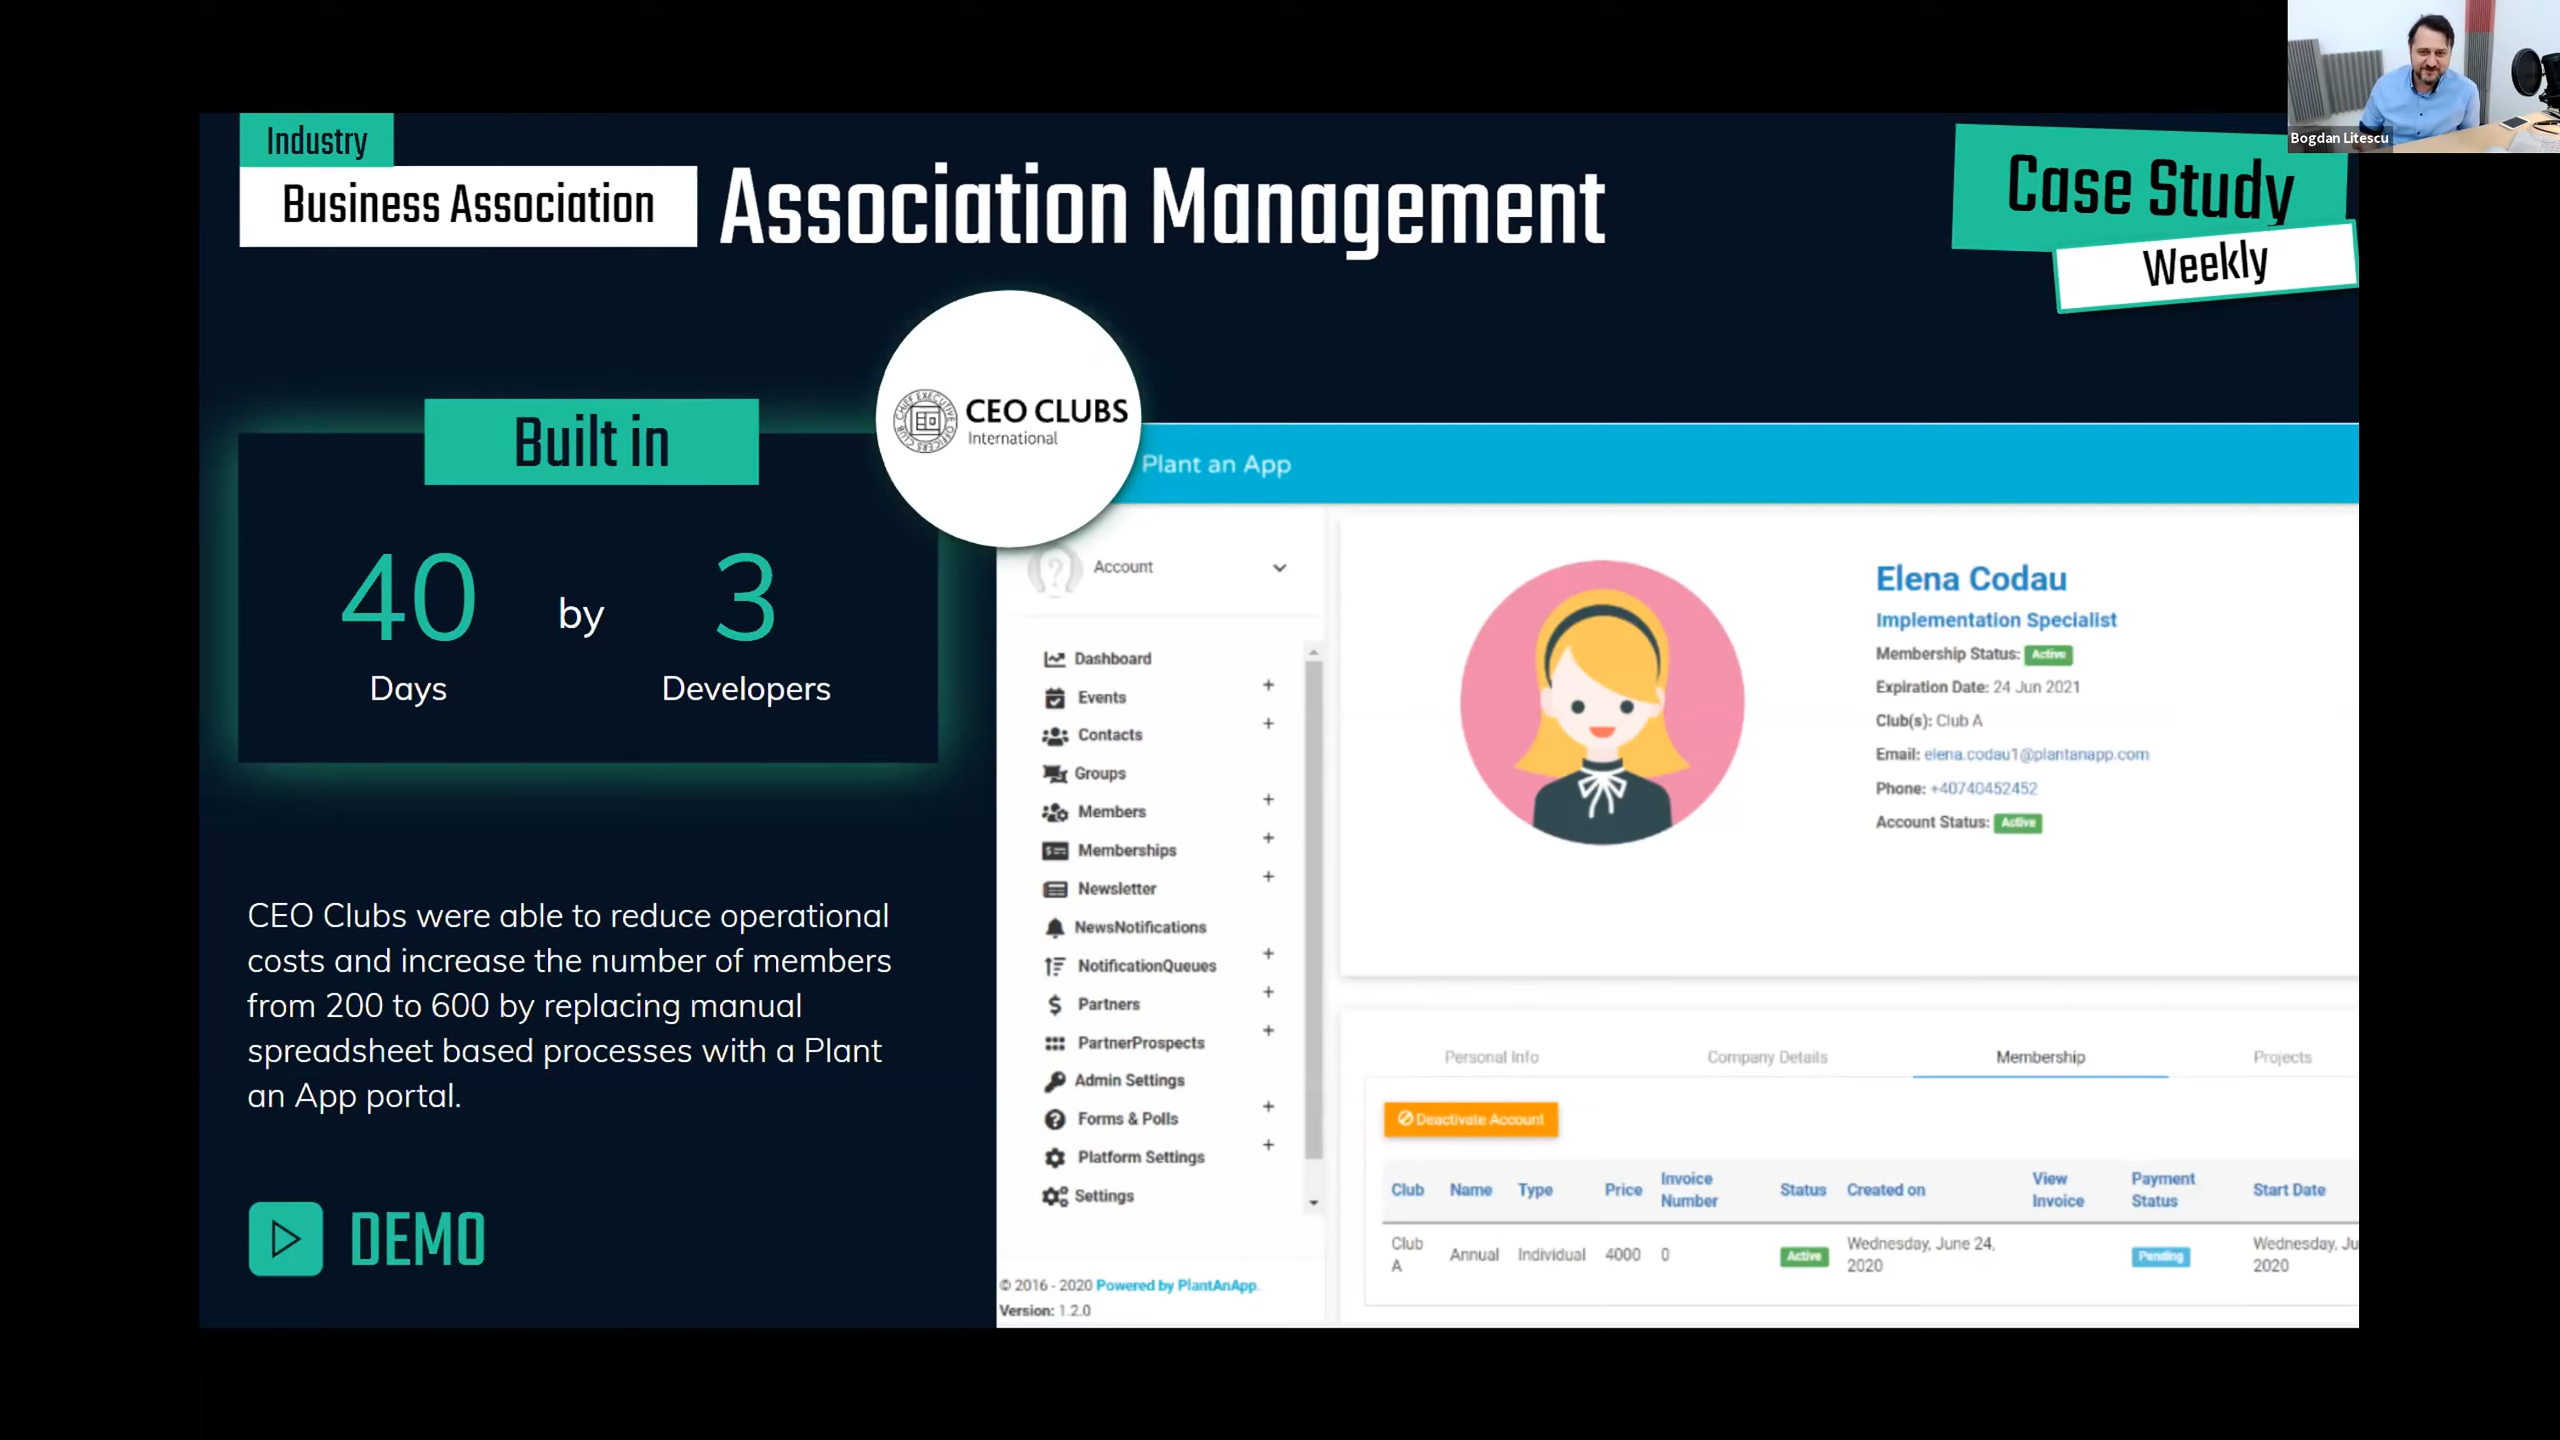 Bogdan Litescu
Industry
Business Association
Association Management
Case Study
Weekly
Built in
40
Days
by
3
Developers
CEO Clubs were able to reduce operational
costs and increase the number of members
from 200 to 600 by replacing manual
spreadsheet based processes with a Plant
an App portal.
DEMO
CHIEF EXECUTIVE OFFICERS CLUB
CEO CLUBS
International
Plant an App
Account
Dashboard
Events
Contacts
Groups
Members
Memberships
Newsletter
NewsNotifications
NotificationQueues
Partners
PartnerProspects
Admin Settings
Forms & Polls
Platform Settings
Settings
© 2016 - 2020 Powered by PlantAnApp.
Version: 1.2.0
Elena Codau
Implementation Specialist
Membership Status: Active
Expiration Date: 24 Jun 2021
Club(s): Club A
Email: elena.codau1@plantanapp.com
Phone: +40740452452
Account Status: Active
Personal Info Company Details Membership Projects
Deactivate Account
Club Name Type Price Invoice Number Status Created on View Invoice Payment Status Start Date
Club A Annual Individual 4000 0 Active Wednesday, June 24, 2020 Pending Wednesday, Ju 2020